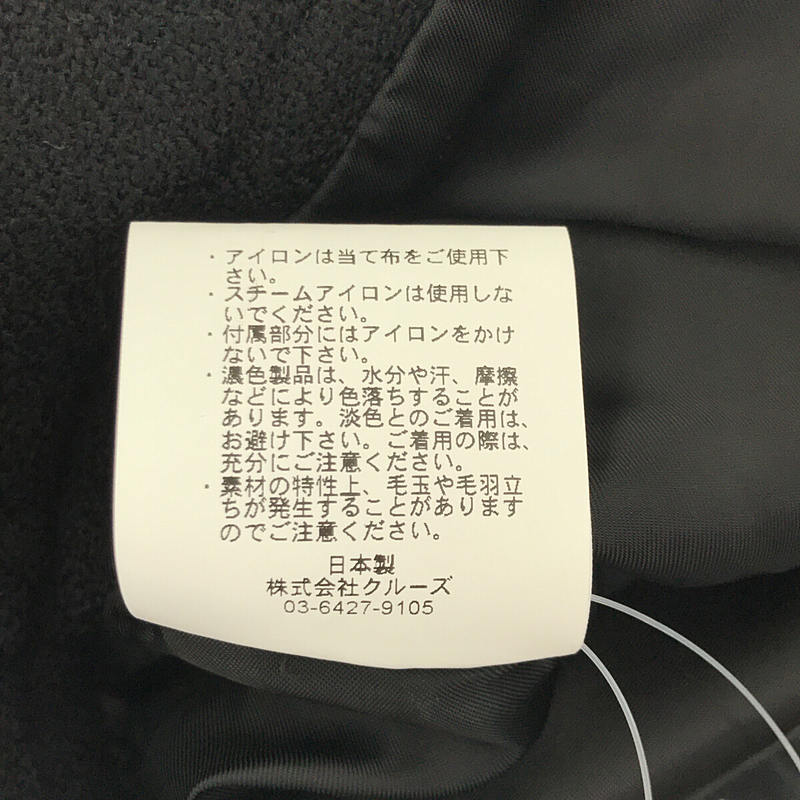 ・アイロンは当て布をご使用下
さい。
・スチームアイロンは使用しな
いでください。
・付属部分にはアイロンをかけ
ないで下さい。
・濃色製品は、水分や汗、摩擦
などにより色落ちすることが
あります。淡色とのご着用は、
お避け下さい。ご着用の際は、
充分にご注意ください。
・素材の特性上、毛玉や毛羽立
ちが発生することがあります
のでご注意ください。
日本製
株式会社クルーズ
03-6427-9105